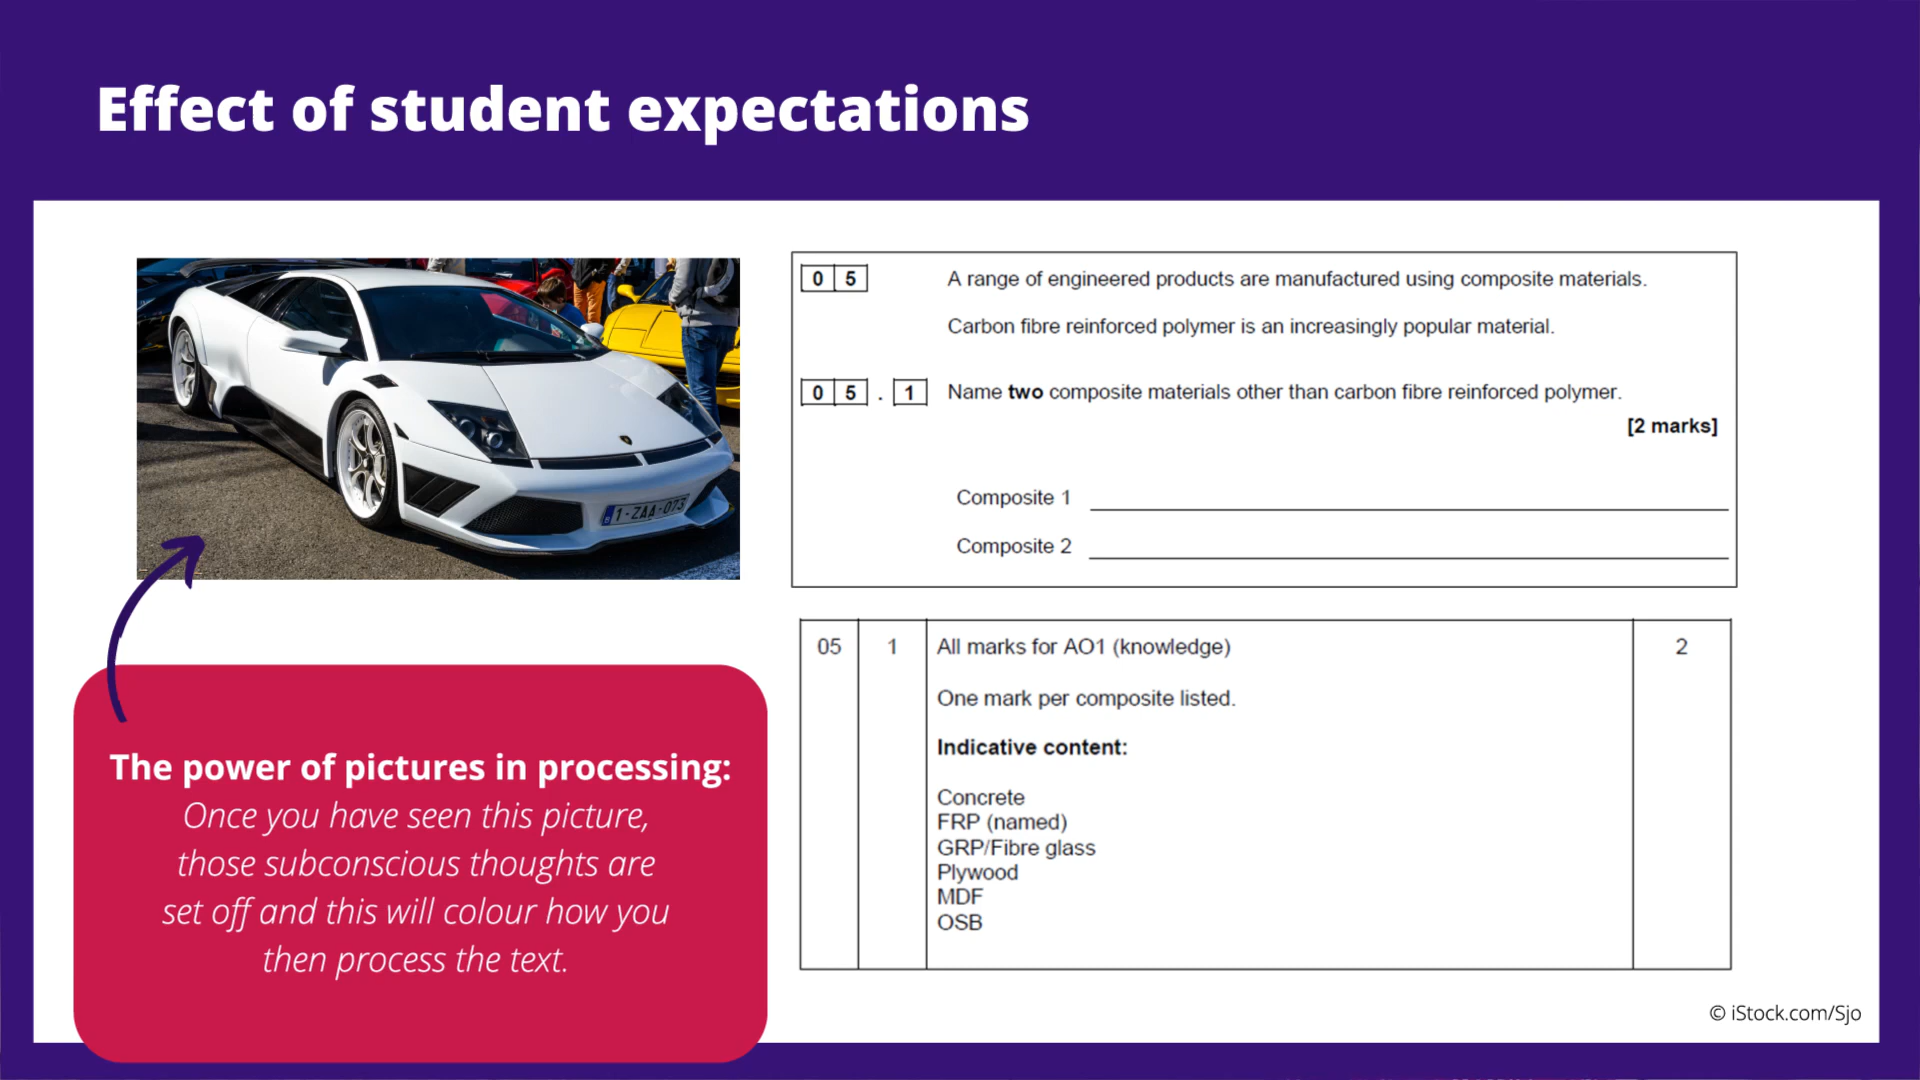 Effect of student expectations
1-ZAA-073
The power of pictures in processing:
Once you have seen this picture,
those subconscious thoughts are
set off and this will colour how you
then process the text.
0 5 A range of engineered products are manufactured using composite materials.
Carbon fibre reinforced polymer is an increasingly popular material.
0 5 . 1 Name two composite materials other than carbon fibre reinforced polymer.
[2 marks]
Composite 1
Composite 2
05 1 All marks for AO1 (knowledge) 2
One mark per composite listed.
Indicative content:
Concrete
FRP (named)
GRP/Fibre glass
Plywood
MDF
OSB
© iStock.com/Sjo